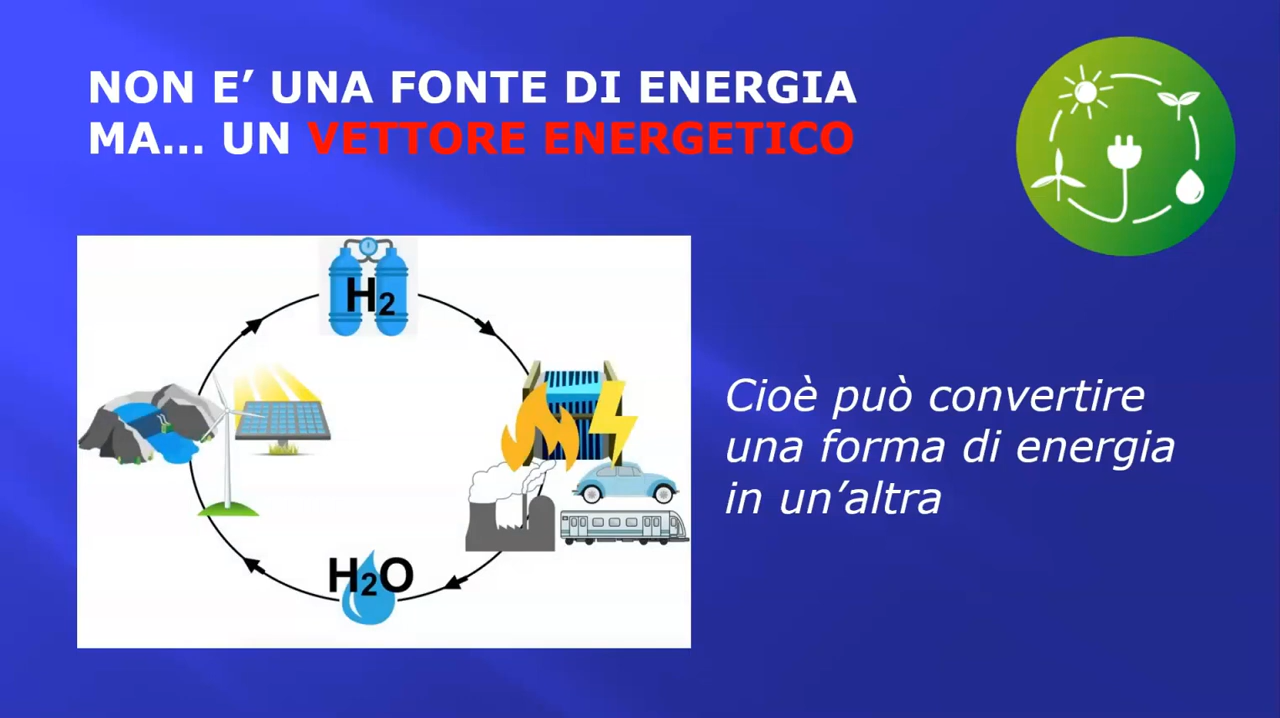 NON E’ UNA FONTE DI ENERGIA
MA... UN VETTORE ENERGETICO
H2
H2O
Cioè può convertire
una forma di energia
in un’altra